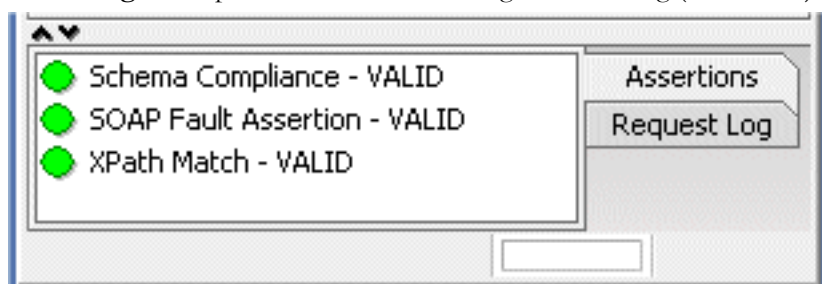 Schema Compliance - VALID
SOAP Fault Assertion - VALID
XPath Match - VALID
Assertions
Request Log